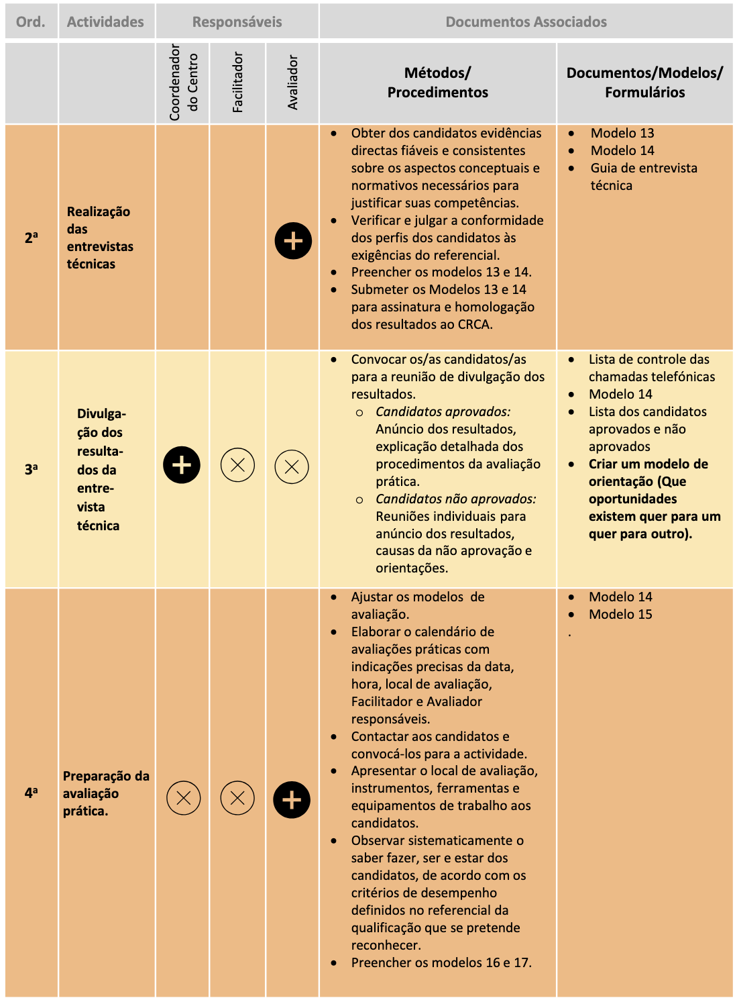 Ord.
Actividades
Responsáveis
Documentos Associados
Coordenador
do Centro
Facilitador
Avaliador
Métodos/
Procedimentos
Documentos/Modelos/
Formulários
2ª
Realização
das
entrevistas
técnicas
• Obter dos candidatos evidências
directas fiáveis e consistentes
sobre os aspectos conceptuais e
normativos necessários para
justificar suas competências.
• Verificar e julgar a conformidade
dos perfis dos candidatos às
exigências do referencial.
• Preencher os modelos 13 e 14.
• Submeter os Modelos 13 e 14
para assinatura e homologação
dos resultados ao CRCA.
• Modelo 13
• Modelo 14
• Guia de entrevista
técnica
3ª
Divulga-
ção dos
resulta-
dos da
entre-
vista
técnica
• Convocar os/as candidatos/as
para a reunião de divulgação dos
resultados.
o Candidatos aprovados:
Anúncio dos resultados,
explicação detalhada dos
procedimentos da avaliação
prática.
o Candidatos não aprovados:
Reuniões individuais para
anúncio dos resultados,
causas da não aprovação e
orientações.
• Lista de controle das
chamadas telefónicas
• Modelo 14
• Lista dos candidatos
aprovados e não
aprovados
• Criar um modelo de
orientação (Que
oportunidades
existem quer para um
quer para outro).
4ª
Preparação da
avaliação
prática.
• Ajustar os modelos de
avaliação.
• Elaborar o calendário de
avaliações práticas com
indicações precisas da data,
hora, local de avaliação,
Facilitador e Avaliador
responsáveis.
• Contactar aos candidatos e
convocá-los para a actividade.
• Apresentar o local de avaliação,
instrumentos, ferramentas e
equipamentos de trabalho aos
candidatos.
• Observar sistematicamente o
saber fazer, ser e estar dos
candidatos, de acordo com os
critérios de desempenho
definidos no referencial da
qualificação que se pretende
reconhecer.
• Preencher os modelos 16 e 17.
• Modelo 14
• Modelo 15
.